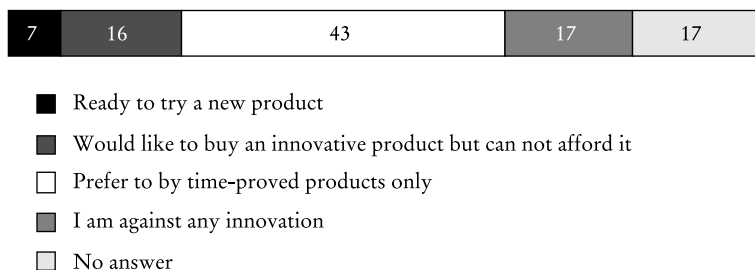 7 16 43 17 17
Ready to try a new product
Would like to buy an innovative product but can not afford it
Prefer to by time-proved products only
I am against any innovation
No answer